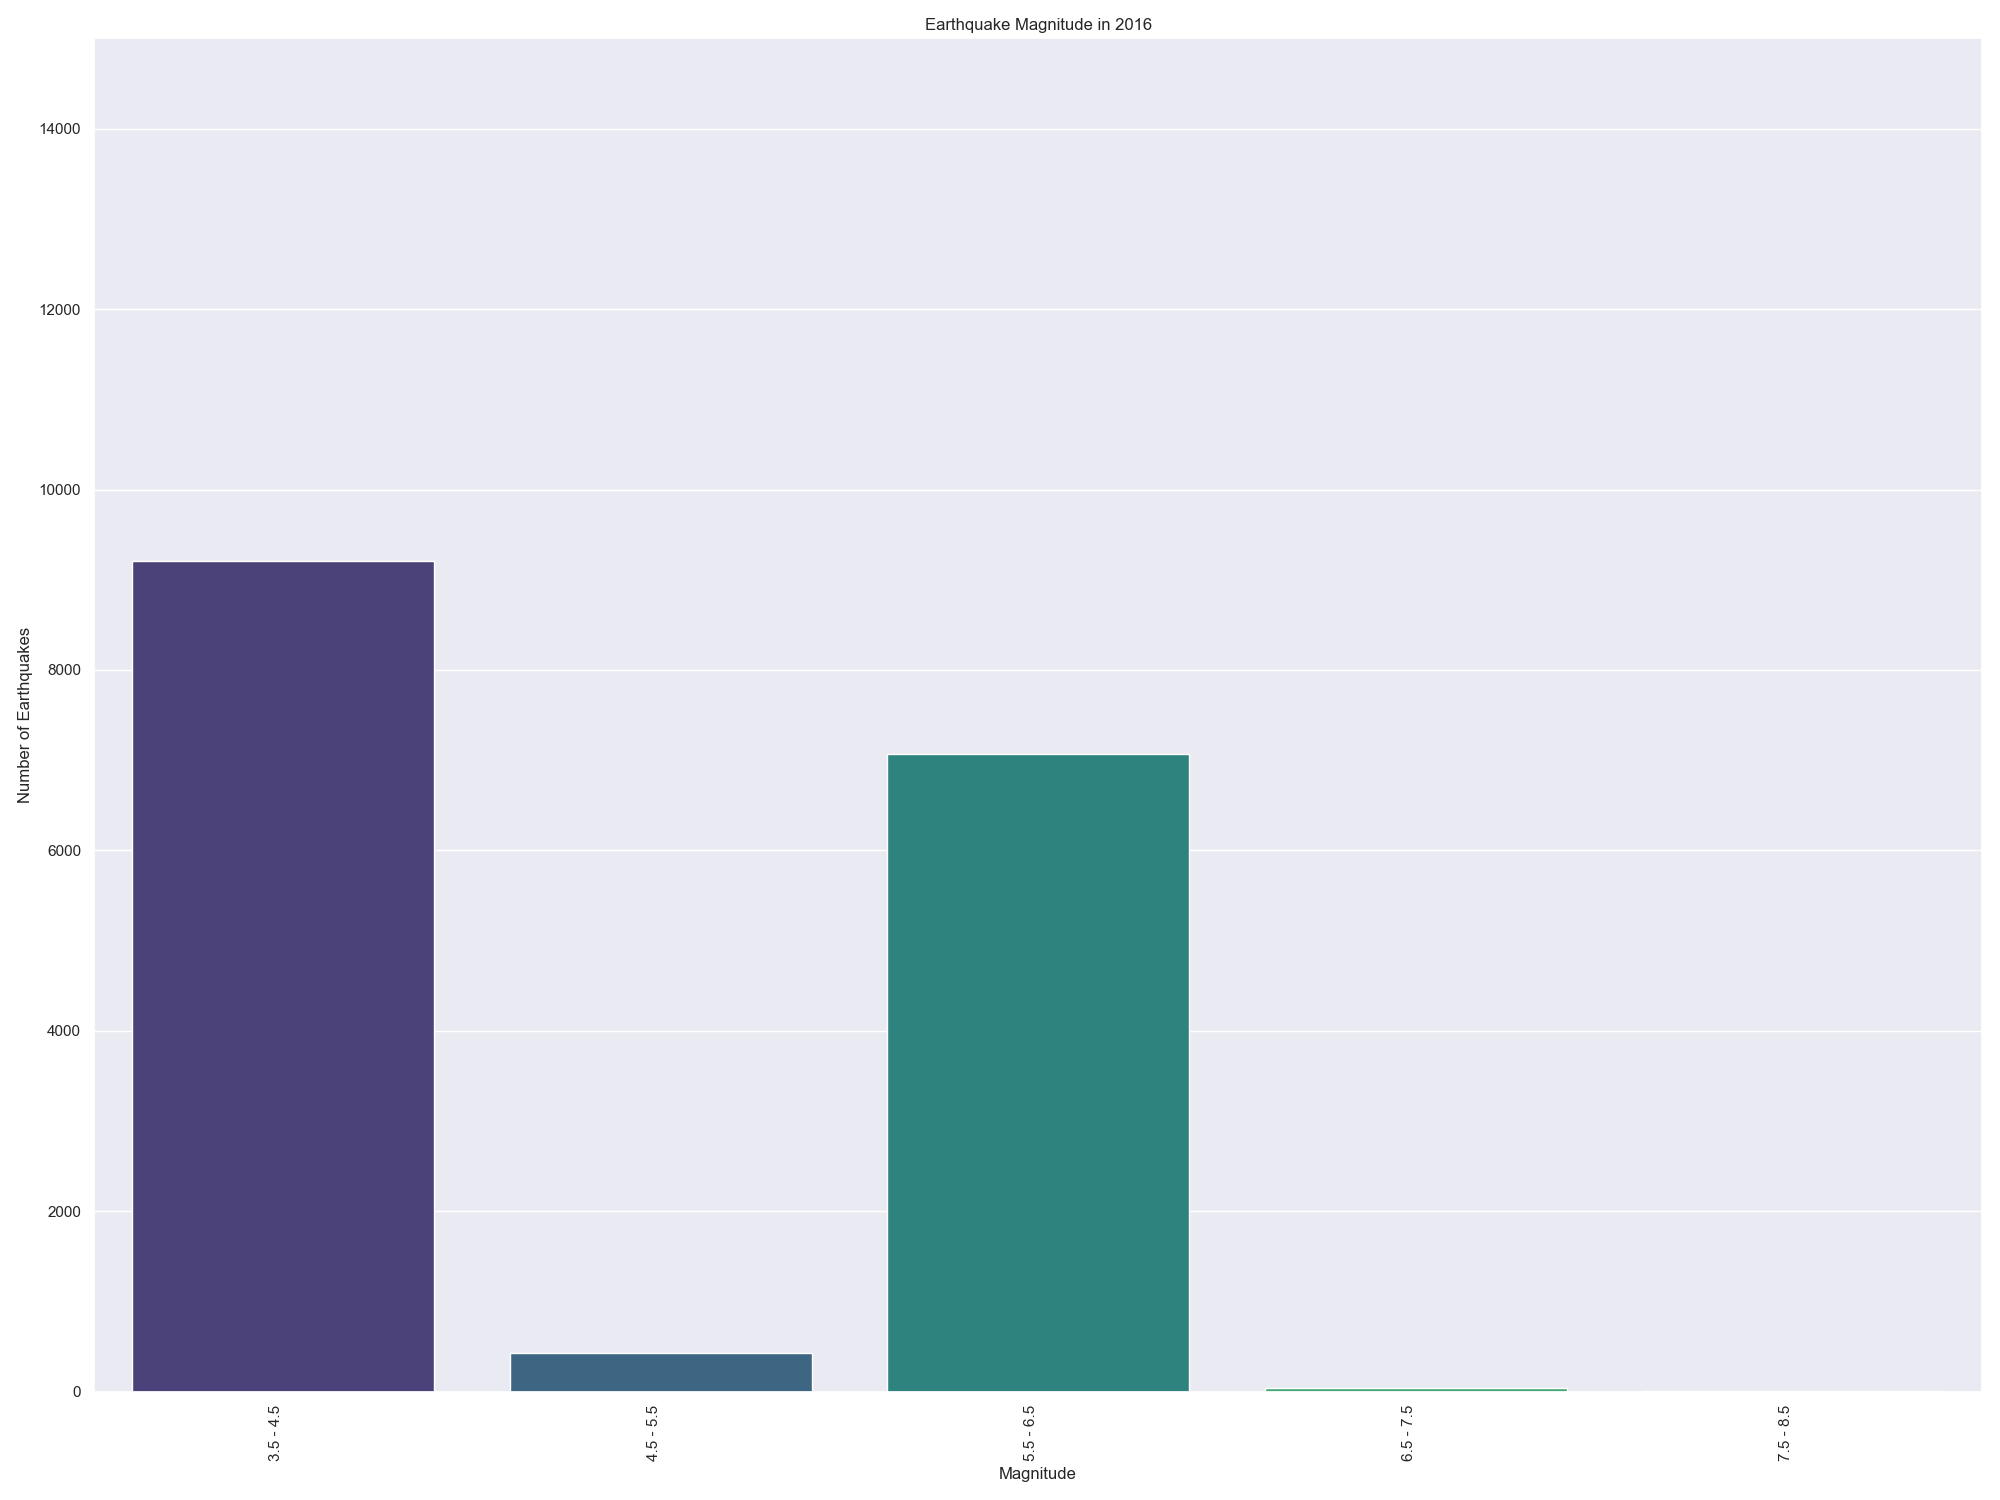 Earthquake Magnitude in 2016
14000
12000
10000
8000
6000
4000
2000
0
Number of Earthquakes
3.5 - 4.5
4.5 - 5.5
5.5 - 6.5
6.5 - 7.5
7.5 - 8.5
Magnitude